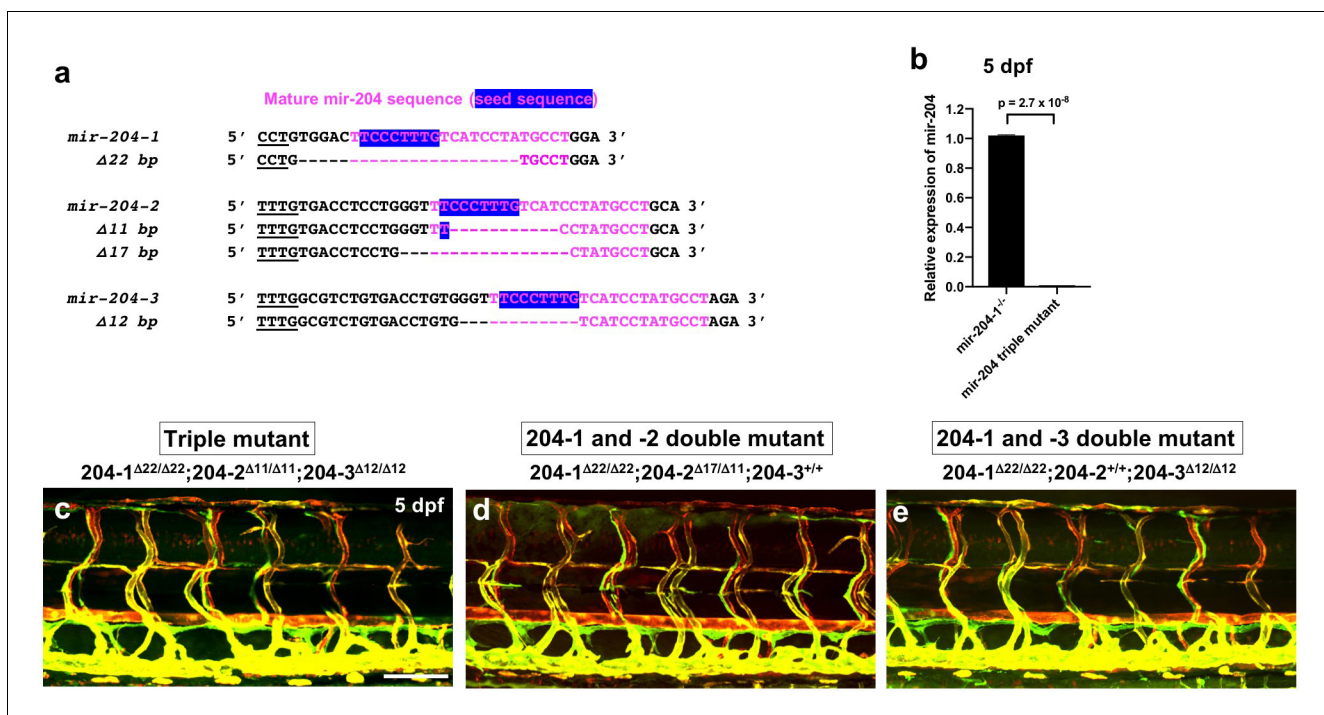 a
Mature mir-204 sequence (seed sequence)
mir-204-1 5’ CCTGTGGACTTCCCTTTGTCATCCTATGCCTGGA 3’
Δ22 bp 5’ CCTG----------------------TGCCTGGA 3’
mir-204-2 5’ TTTGTGACCTCCTGGGTTTCCCTTTGTCATCCTATGCCTGCA 3’
Δ11 bp 5’ TTTGTGACCTCCTGGGTTT-----------CCTATGCCTGCA 3’
Δ17 bp 5’ TTTGTGACCTCCTG-----------------CTATGCCTGCA 3’
mir-204-3 5’ TTTGGCGTCTGTGACCTGTGGGTTTCCCTTTGTCATCCTATGCCTAGA 3’
Δ12 bp 5’ TTTGGCGTCTGTGACCTGTG------------TCATCCTATGCCTAGA 3’
b
5 dpf
p = 2.7 x 10⁻⁸
Relative expression of mir-204
1.2
1.0
0.8
0.6
0.4
0.2
0.0
mir-204-1⁻/⁻
mir-204 triple mutant
Triple mutant
204-1Δ22/Δ22;204-2Δ11/Δ11;204-3Δ12/Δ12
c
5 dpf
204-1 and -2 double mutant
204-1Δ22/Δ22;204-2Δ17/Δ11;204-3+/+
d
204-1 and -3 double mutant
204-1Δ22/Δ22;204-2+/+;204-3Δ12/Δ12
e